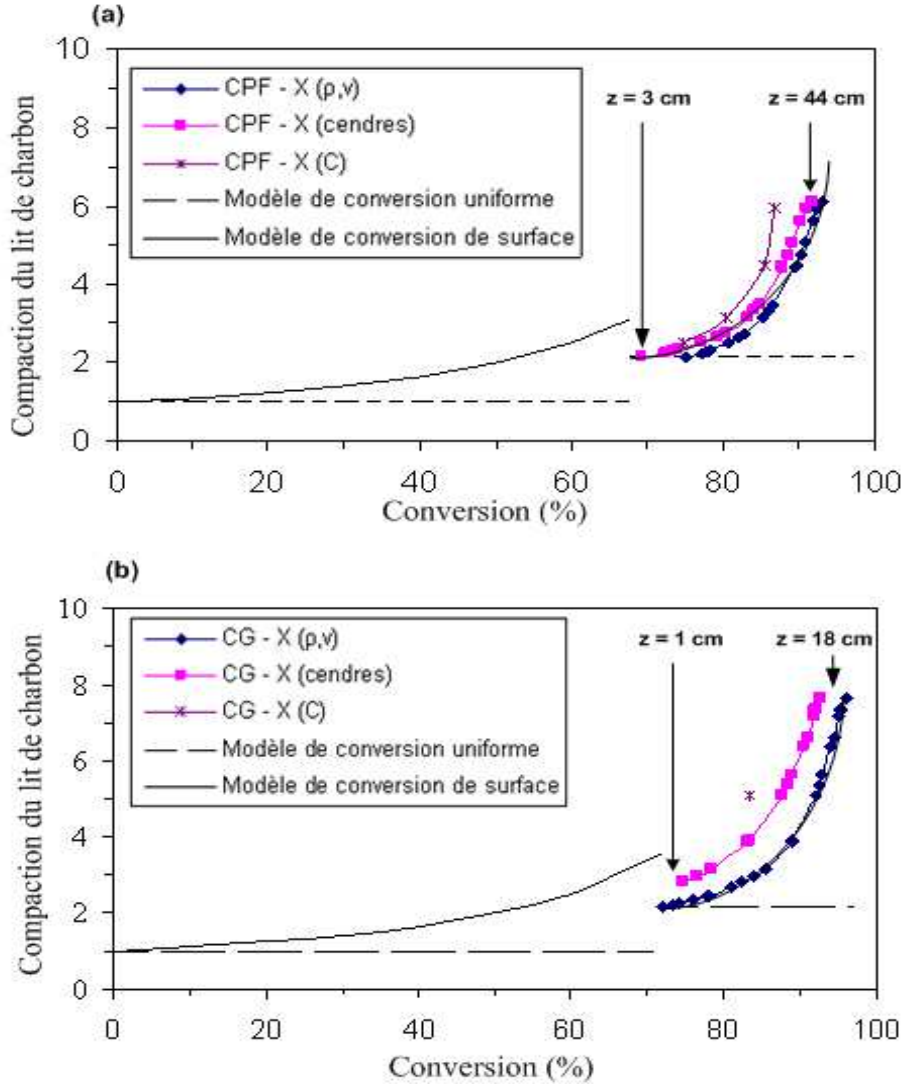 (a)
10
8
6
4
2
0
Compaction du lit de charbon
CPF - X (ρ,v)
CPF - X (cendres)
CPF - X (C)
Modèle de conversion uniforme
Modèle de conversion de surface
z = 3 cm
z = 44 cm
0 20 40 60 80 100
Conversion (%)
(b)
10
8
6
4
2
0
Compaction du lit de charbon
CG - X (ρ,v)
CG - X (cendres)
CG - X (C)
Modèle de conversion uniforme
Modèle de conversion de surface
z = 1 cm
z = 18 cm
0 20 40 60 80 100
Conversion (%)